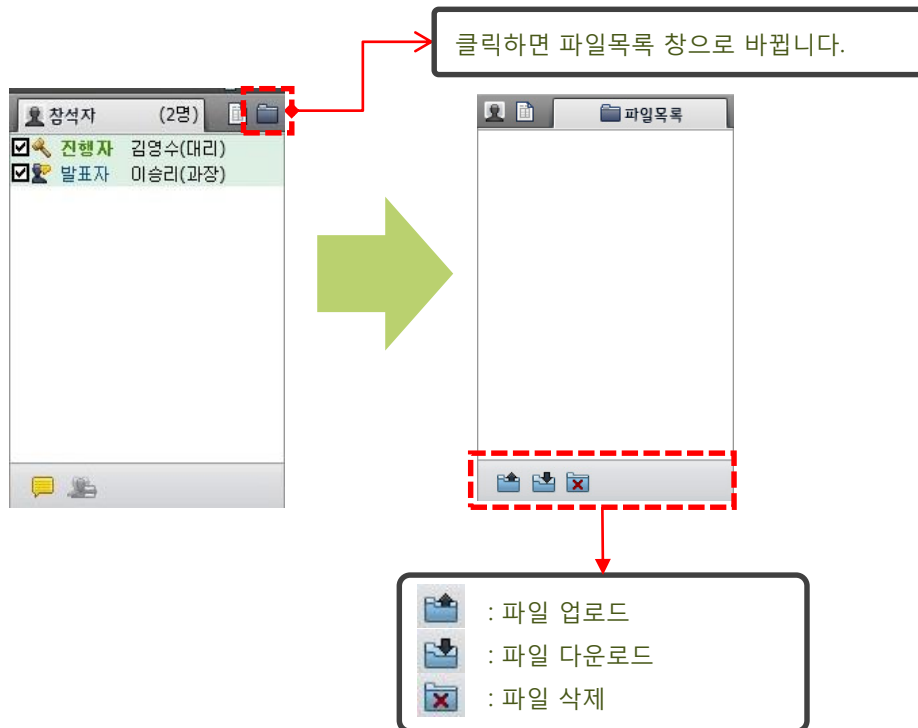 클릭하면 파일목록 창으로 바뀝니다.
참석자 (2명)
진행자 김영수(대리)
발표자 이승리(과장)
파일목록
: 파일 업로드
: 파일 다운로드
: 파일 삭제